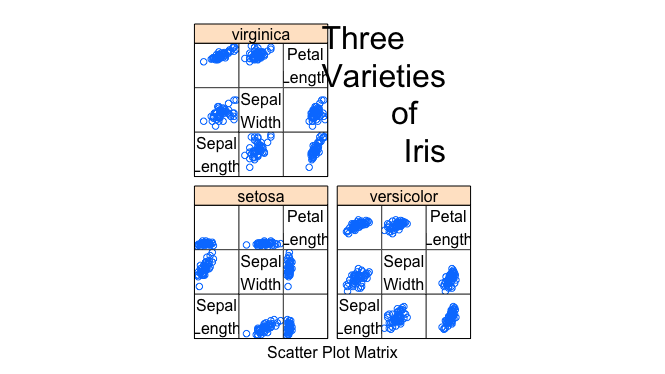 virginica
Three
Varieties
of
Iris
Petal
Length
Sepal
Width
Sepal
Length
setosa
Petal
Length
Sepal
Width
Sepal
Length
versicolor
Petal
Length
Sepal
Width
Sepal
Length
Scatter Plot Matrix